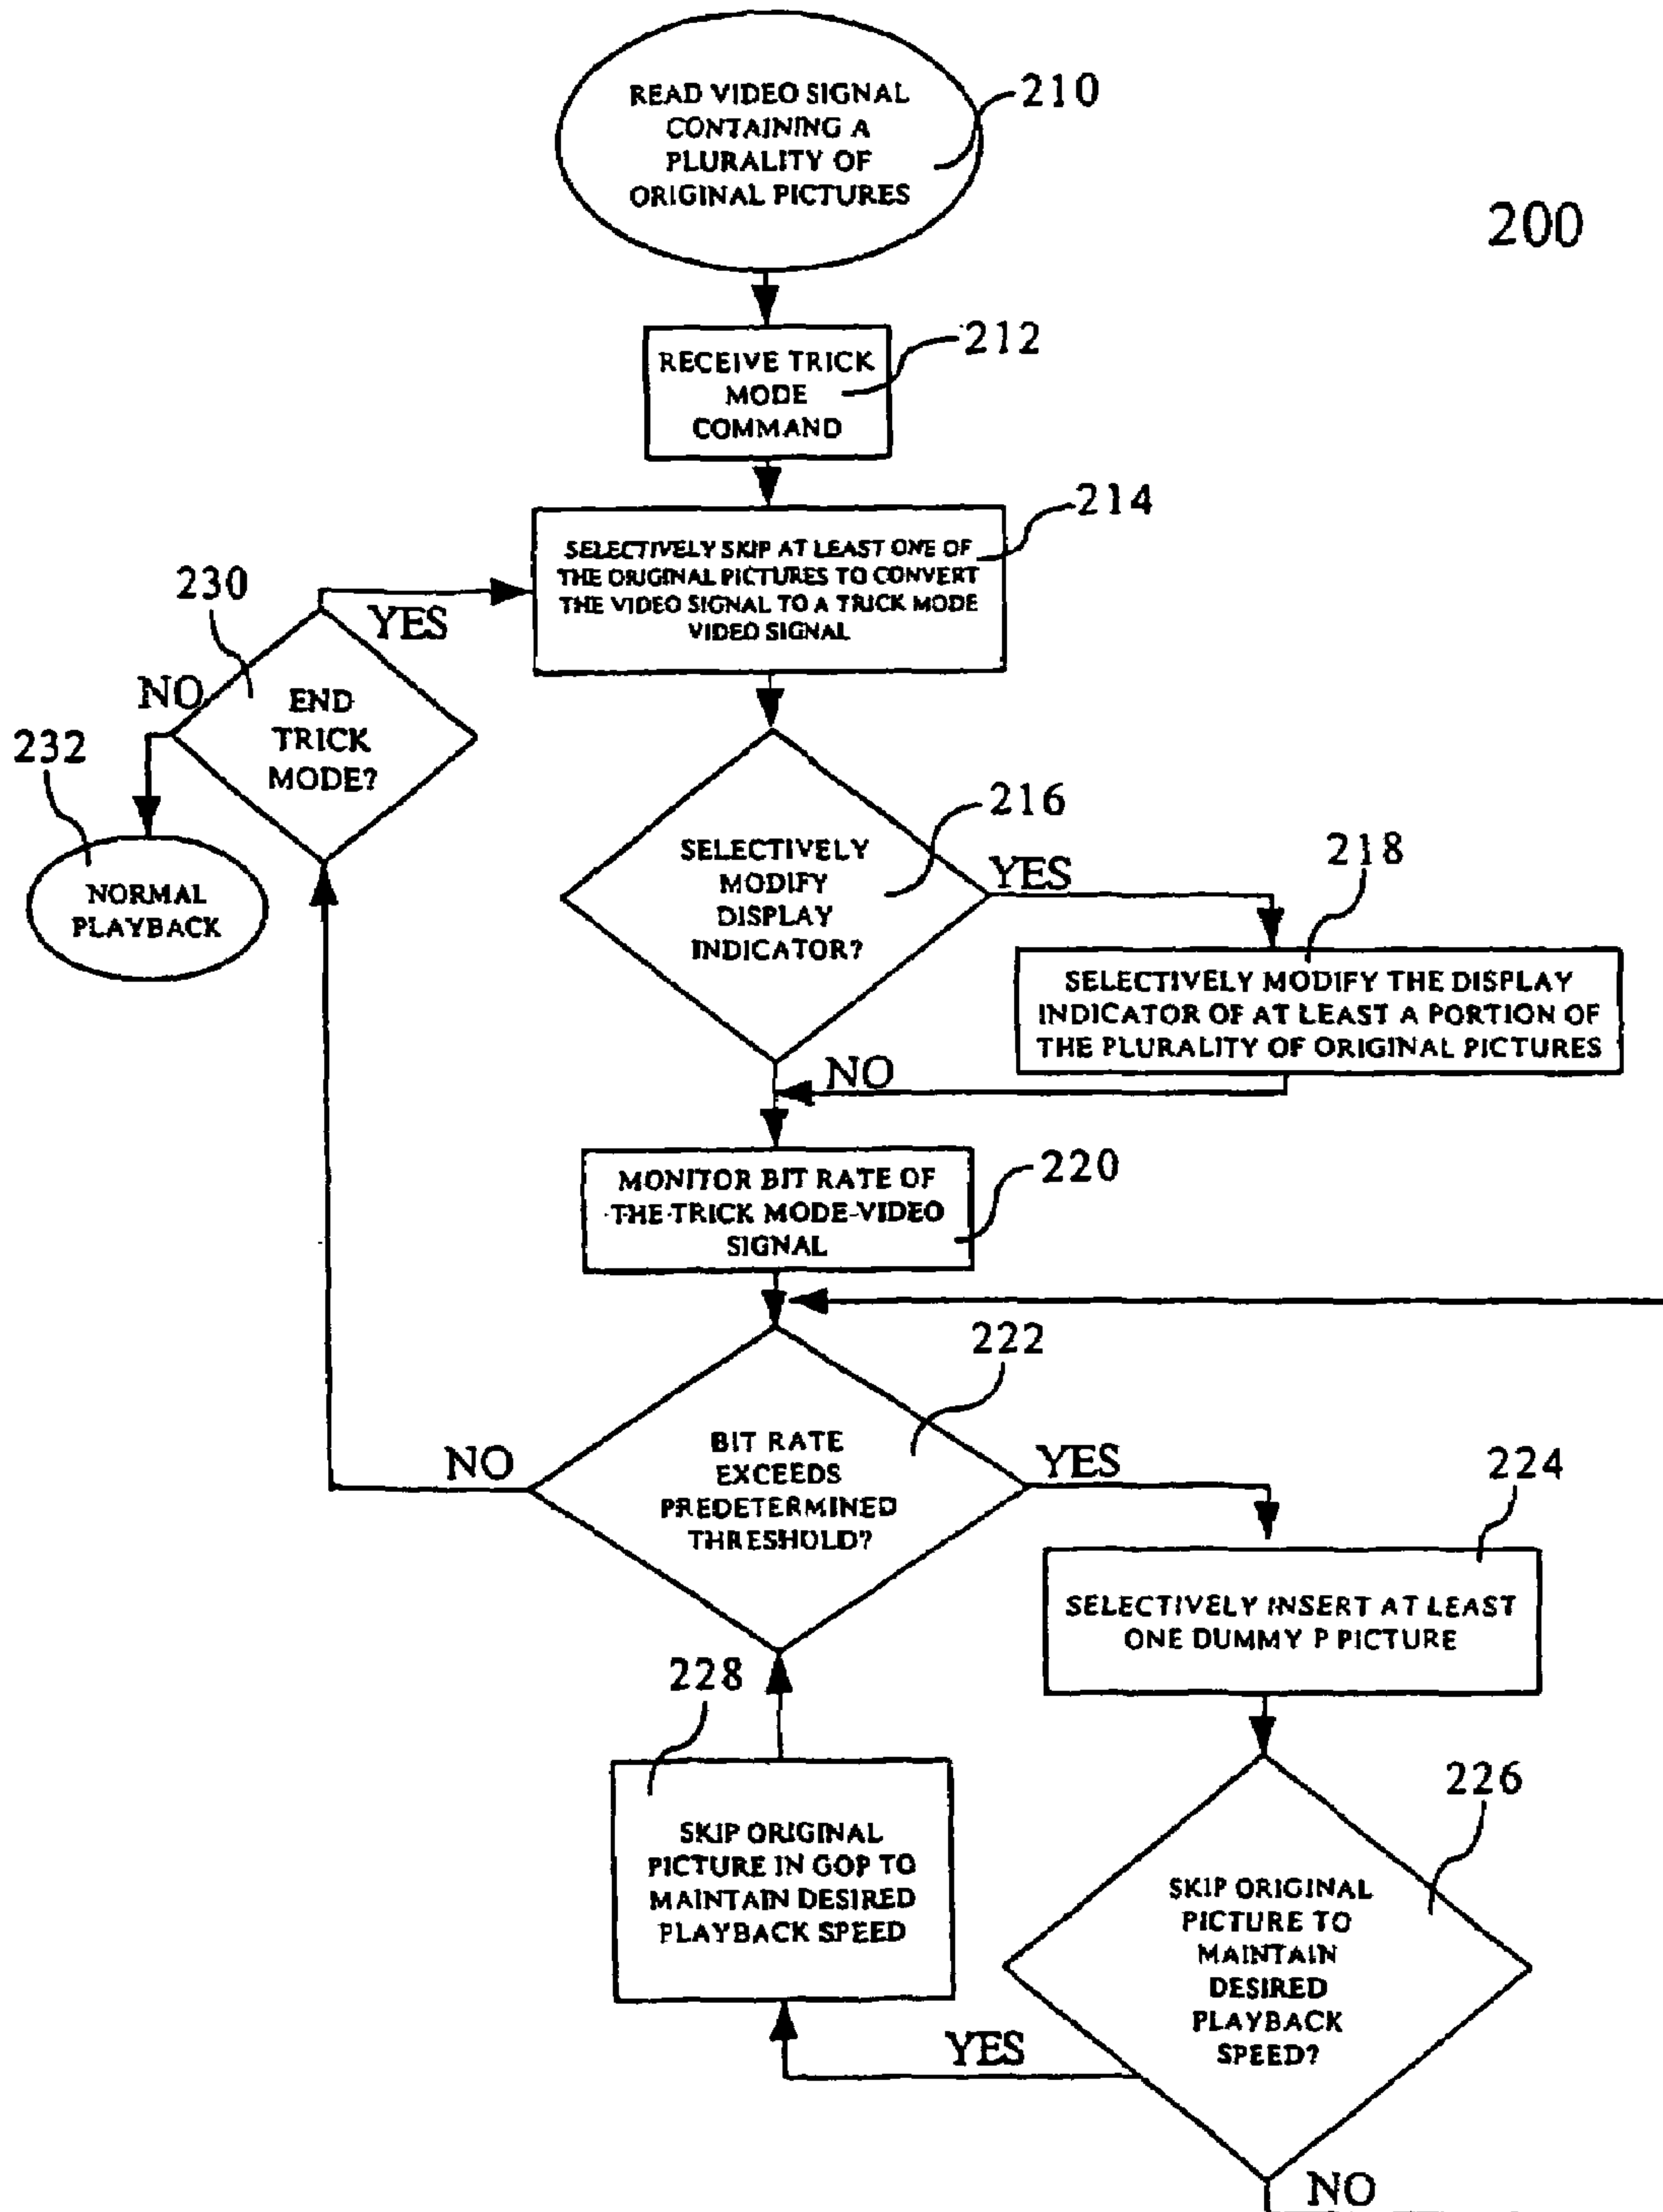 READ VIDEO SIGNAL
CONTAINING A
PLURALITY OF
ORIGINAL PICTURES
210
200
RECEIVE TRICK
MODE
COMMAND
212
SELECTIVELY SKIP AT LEAST ONE OF
THE ORIGINAL PICTURES TO CONVERT
THE VIDEO SIGNAL TO A TRICK MODE
VIDEO SIGNAL
214
230
YES
NO
END
TRICK
MODE?
232
NORMAL
PLAYBACK
SELECTIVELY
MODIFY
DISPLAY
INDICATOR?
216
YES
218
SELECTIVELY MODIFY THE DISPLAY
INDICATOR OF AT LEAST A PORTION OF
THE PLURALITY OF ORIGINAL PICTURES
NO
MONITOR BIT RATE OF
THE TRICK MODE-VIDEO
SIGNAL
220
222
BIT RATE
EXCEEDS
PREDETERMINED
THRESHOLD?
NO
YES
224
SELECTIVELY INSERT AT LEAST
ONE DUMMY P PICTURE
228
SKIP ORIGINAL
PICTURE IN GOP TO
MAINTAIN DESIRED
PLAYBACK SPEED
226
SKIP ORIGINAL
PICTURE TO
MAINTAIN
DESIRED
PLAYBACK
SPEED?
YES
NO